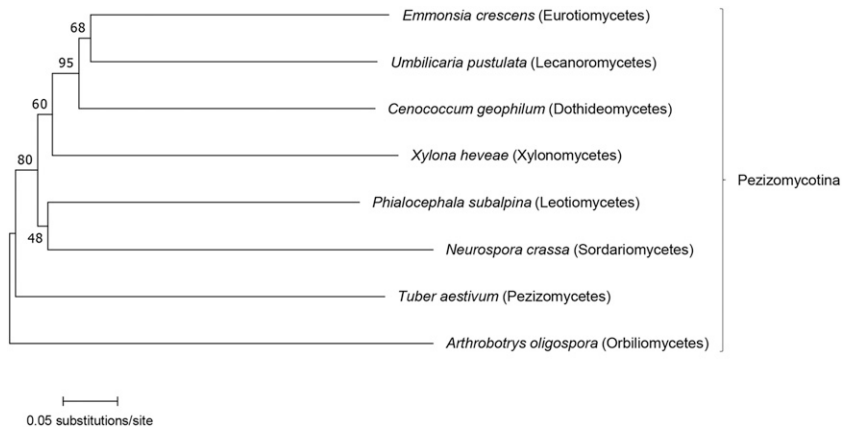 Emmonsia crescens (Eurotiomycetes)
68
Umbilicaria pustulata (Lecanoromycetes)
95
Cenococcum geophilum (Dothideomycetes)
60
Xylona heveae (Xylonomycetes)
80
Pezizomycotina
Phialocephala subalpina (Leotiomycetes)
48
Neurospora crassa (Sordariomycetes)
Tuber aestivum (Pezizomycetes)
Arthrobotrys oligospora (Orbiliomycetes)
0.05 substitutions/site